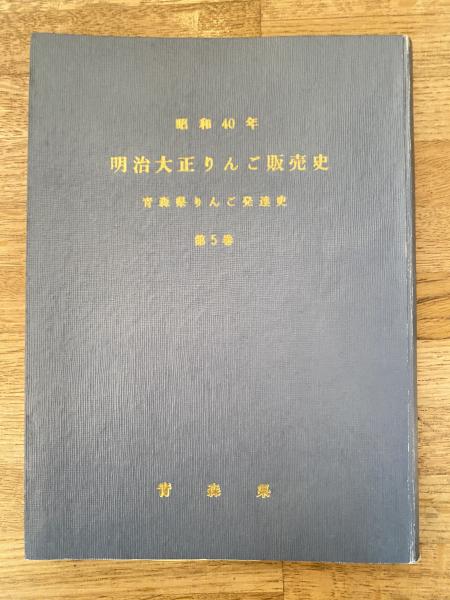 昭和40年
明治大正りんご販売史
青森県りんご発達史
第5巻
青森県